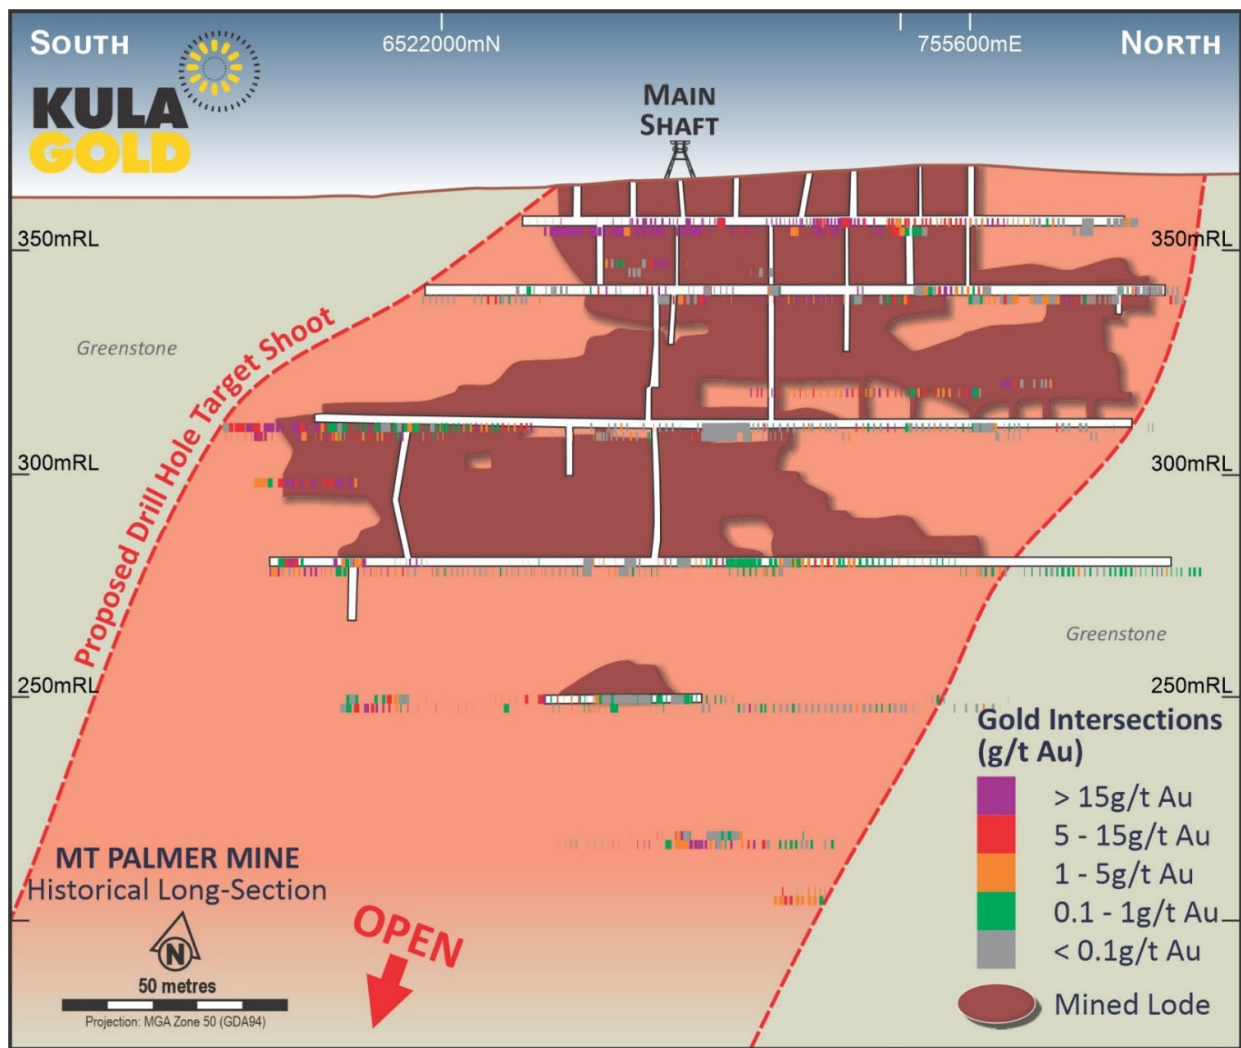 SOUTH
6522000mN
755600mE
NORTH
KULA
GOLD
MAIN
SHAFT
350mRL
350mRL
Greenstone
Proposed Drill Hole Target Shoot
300mRL
300mRL
Greenstone
250mRL
250mRL
Gold Intersections
(g/t Au)
> 15g/t Au
5 - 15g/t Au
1 - 5g/t Au
0.1 - 1g/t Au
< 0.1g/t Au
Mined Lode
MT PALMER MINE
Historical Long-Section
N
50 metres
Projection: MGA Zone 50 (GDA94)
OPEN